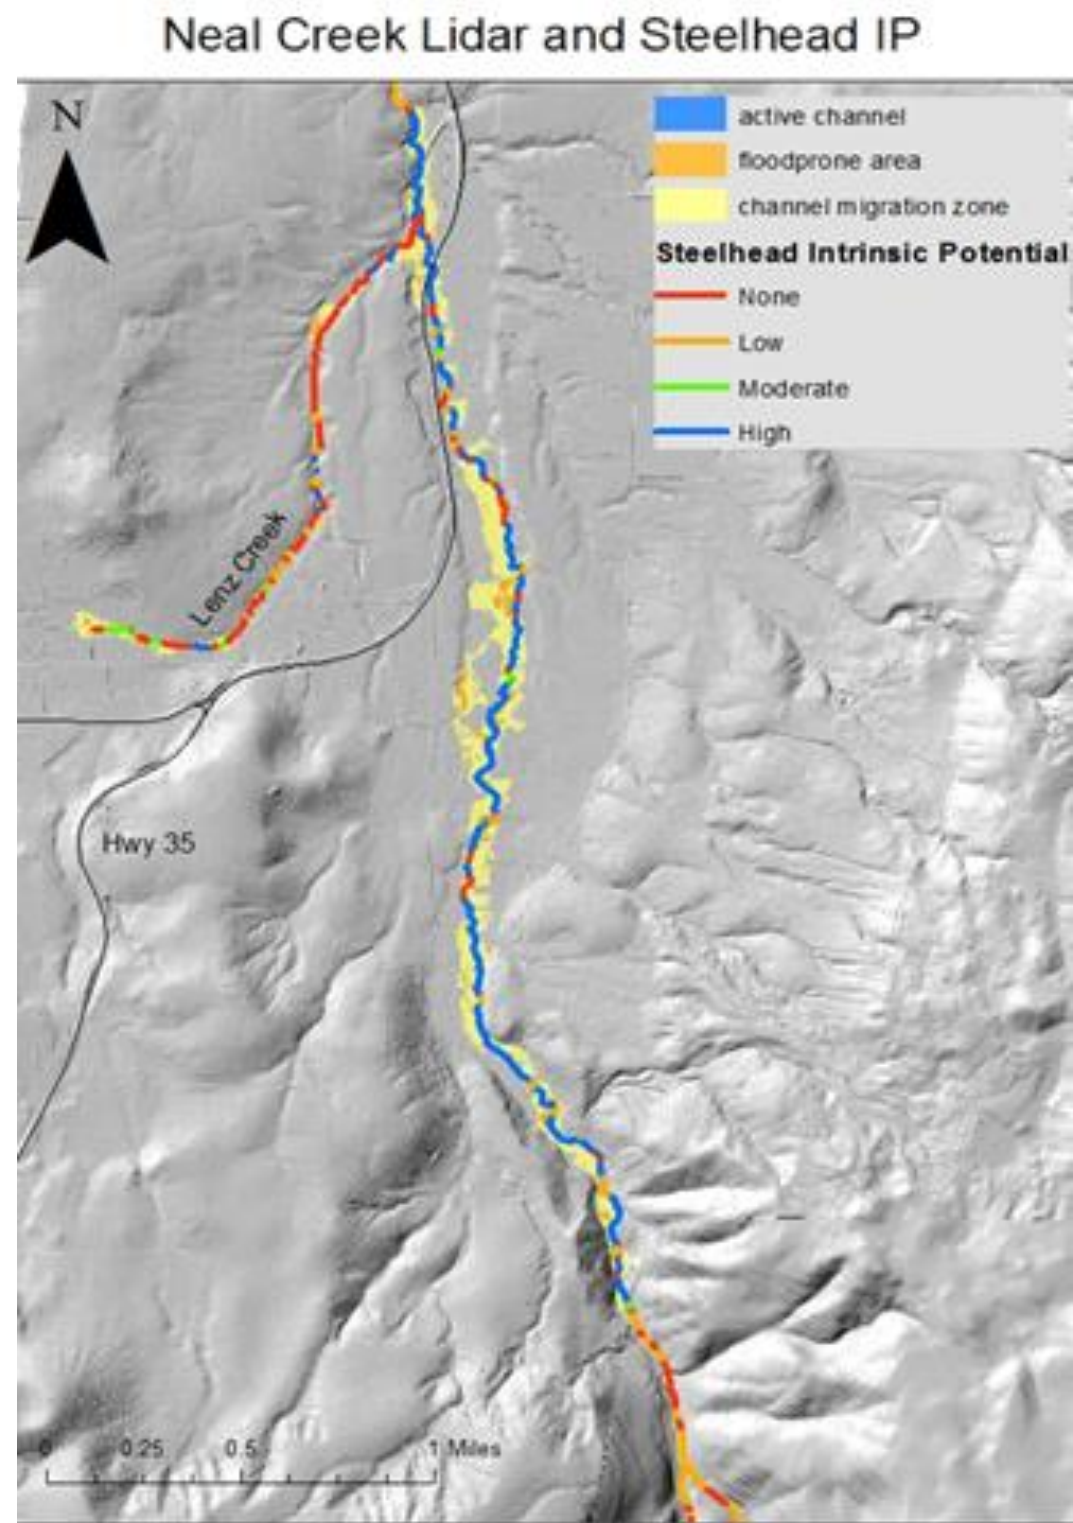 Neal Creek Lidar and Steelhead IP
N
active channel
floodprone area
channel migration zone
Steelhead Intrinsic Potential
None
Low
Moderate
High
Lenz Creek
Hwy 35
0 0.25 0.5 1 Miles